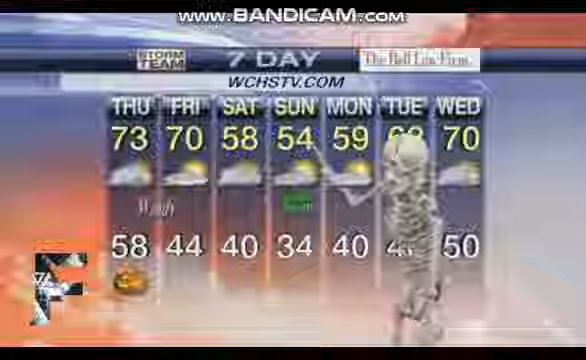 WWW.BANDICAM.COM
STORM TEAM 7 DAY The Bell Law Firm
WCHSTV.COM
THU FRI SAT SUN MON TUE WED
73 70 58 54 59 70
58 44 40 34 40 50
F